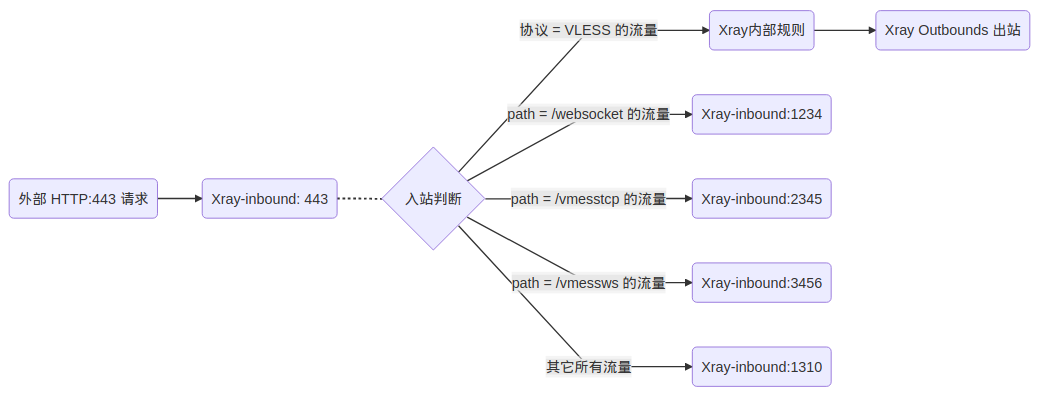 协议 = VLESS 的流量
Xray内部规则
Xray Outbounds 出站
path = /websocket 的流量
Xray-inbound:1234
外部 HTTP:443 请求
Xray-inbound: 443
入站判断
path = /vmesstcp 的流量
Xray-inbound:2345
path = /vmessws 的流量
Xray-inbound:3456
其它所有流量
Xray-inbound:1310